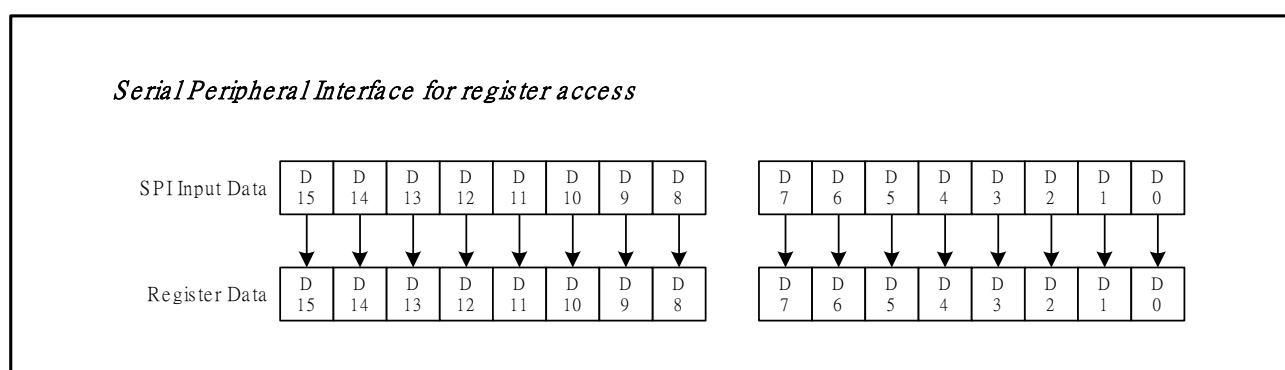 Serial Peripheral Interface for register access
SPI Input Data D 15 D 14 D 13 D 12 D 11 D 10 D 9 D 8 D 7 D 6 D 5 D 4 D 3 D 2 D 1 D 0
Register Data D 15 D 14 D 13 D 12 D 11 D 10 D 9 D 8 D 7 D 6 D 5 D 4 D 3 D 2 D 1 D 0